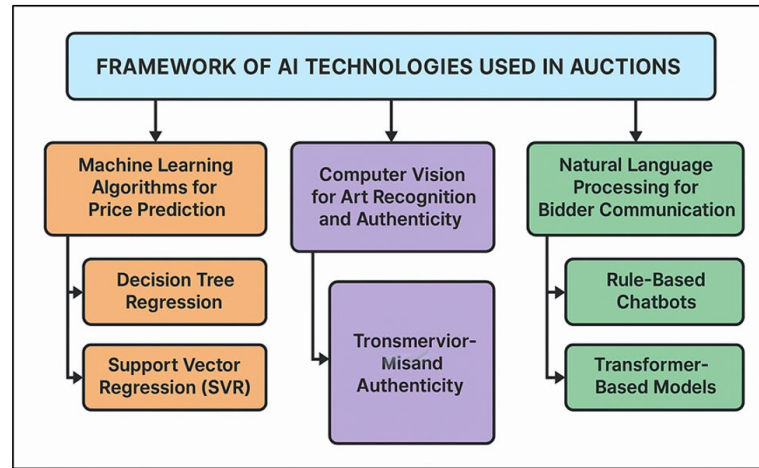 FRAMEWORK OF AI TECHNOLOGIES USED IN AUCTIONS
Machine Learning
Algorithms for
Price Prediction
Decision Tree
Regression
Support Vector
Regression (SVR)
Computer Vision
for Art Recognition
and Authenticity
Tronsmervior-
Misand
Authenticity
Natural Language
Processing for
Bidder Communication
Rule-Based
Chatbots
Transformer-
Based Models